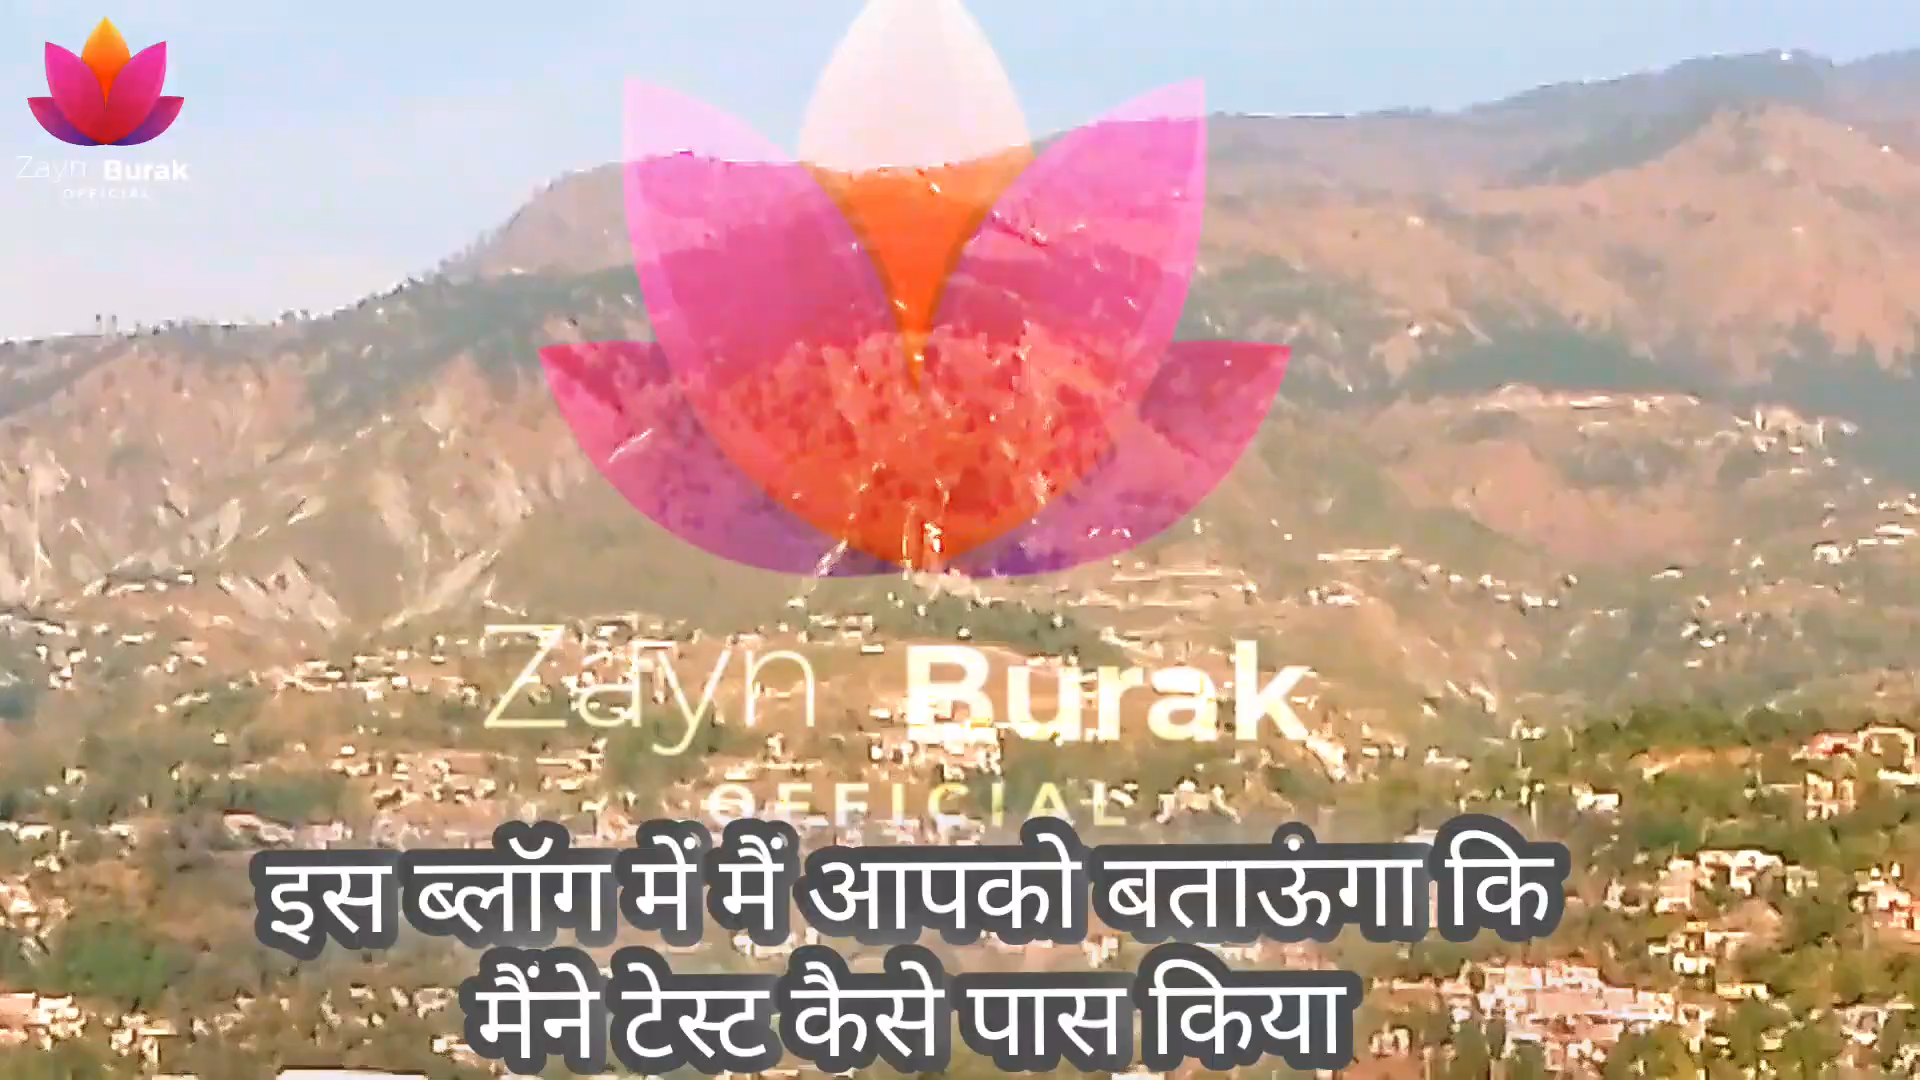 Zayn Burak
OFFICIAL
Zayn Burak
OFFICIAL
इस ब्लॉग में मैं आपको बताऊंगा कि
मैंने टेस्ट कैसे पास किया